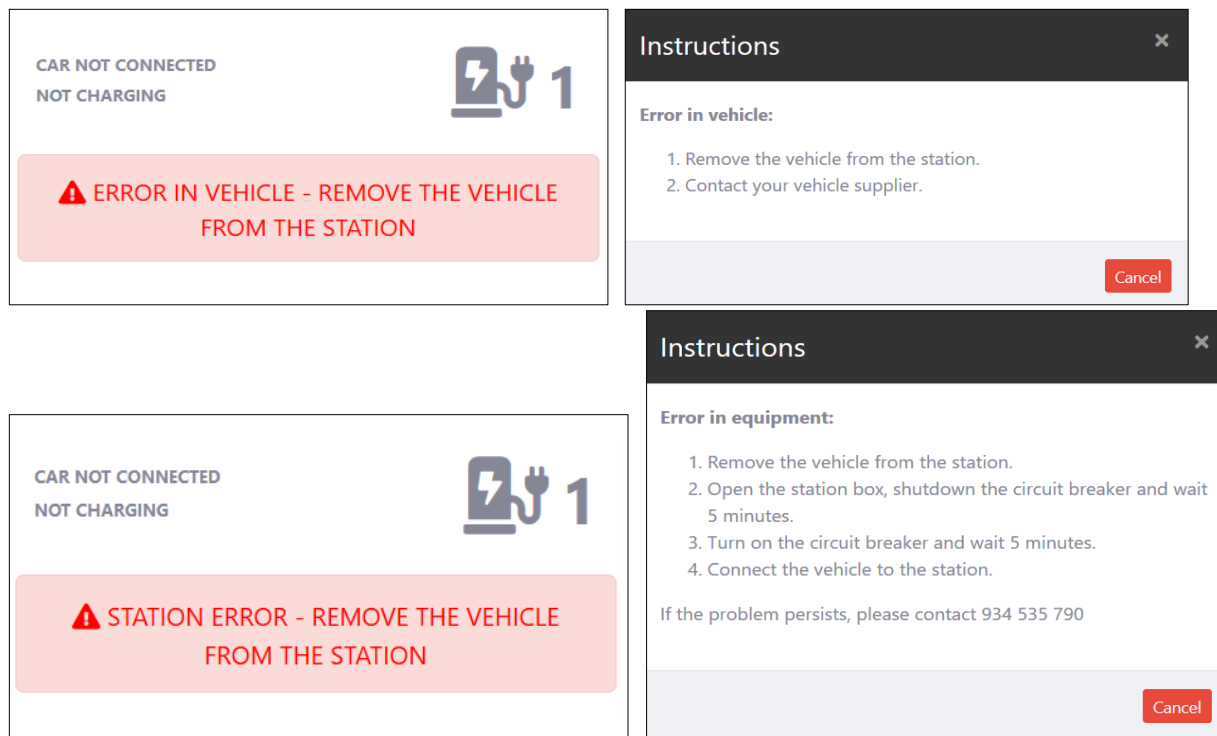 CAR NOT CONNECTED
NOT CHARGING
1
ERROR IN VEHICLE - REMOVE THE VEHICLE
FROM THE STATION
Instructions
×
Error in vehicle:
1. Remove the vehicle from the station.
2. Contact your vehicle supplier.
Cancel
CAR NOT CONNECTED
NOT CHARGING
1
STATION ERROR - REMOVE THE VEHICLE
FROM THE STATION
Instructions
×
Error in equipment:
1. Remove the vehicle from the station.
2. Open the station box, shutdown the circuit breaker and wait
5 minutes.
3. Turn on the circuit breaker and wait 5 minutes.
4. Connect the vehicle to the station.
If the problem persists, please contact 934 535 790
Cancel